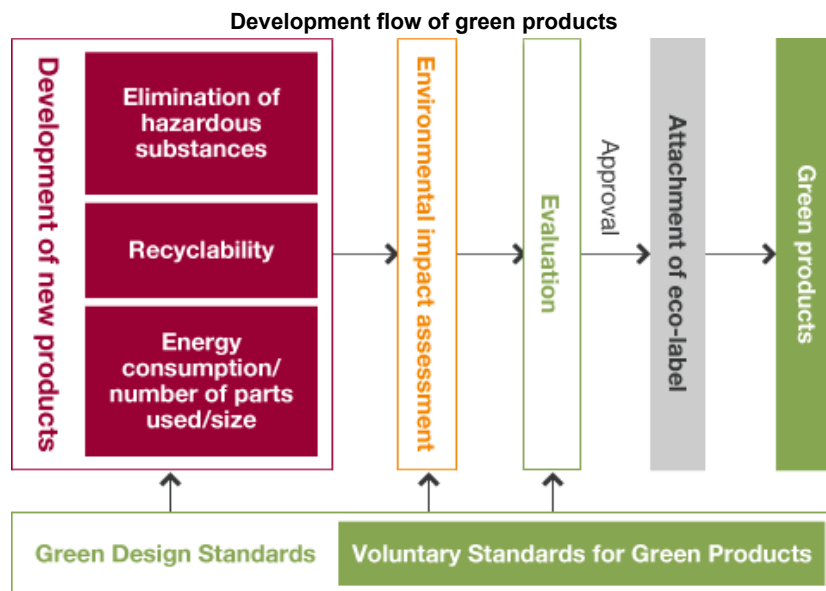 Development flow of green products
Development of new products
Elimination of
hazardous
substances
Recyclability
Energy
consumption/
number of parts
used/size
Environmental impact assessment
Evaluation
Approval
Attachment of eco-label
Green products
Green Design Standards
Voluntary Standards for Green Products